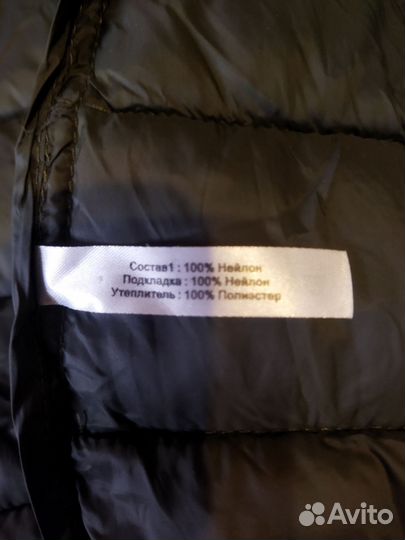 Состав1 : 100% Нейлон
Подкладка : 100% Нейлон
Утеплитель : 100% Полиэстер
Avito